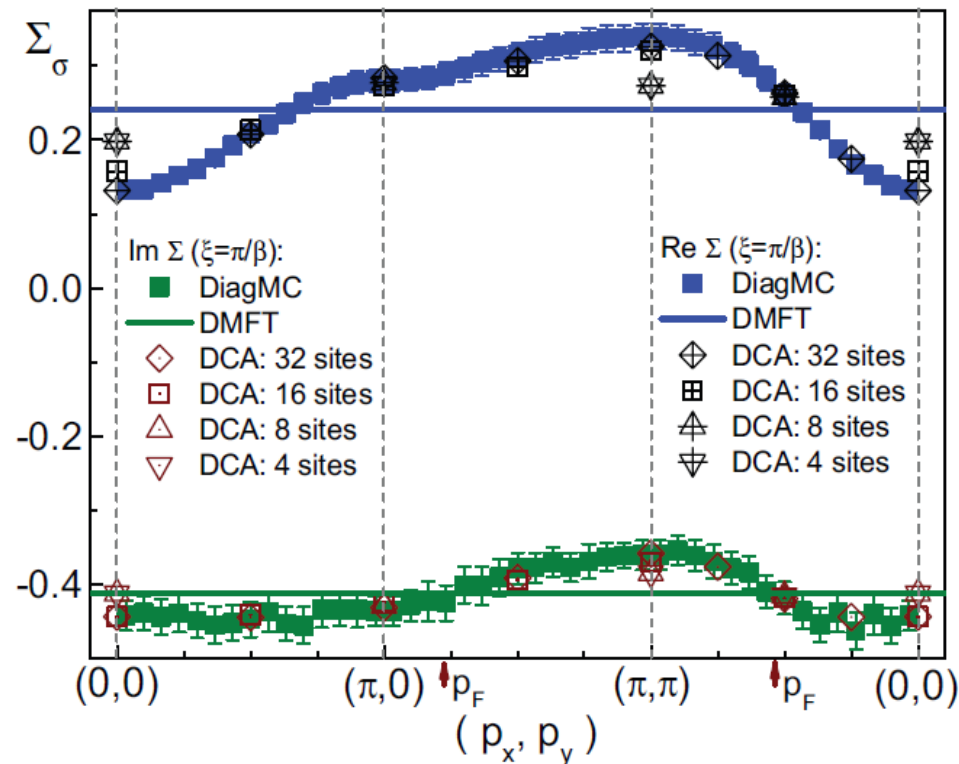 Σσ
0.2
0.0
-0.2
-0.4
Im Σ (ξ=π/β):
DiagMC
DMFT
DCA: 32 sites
DCA: 16 sites
DCA: 8 sites
DCA: 4 sites
Re Σ (ξ=π/β):
DiagMC
DMFT
DCA: 32 sites
DCA: 16 sites
DCA: 8 sites
DCA: 4 sites
(0,0) (π,0) pF (π,π) pF (0,0)
( px, py )